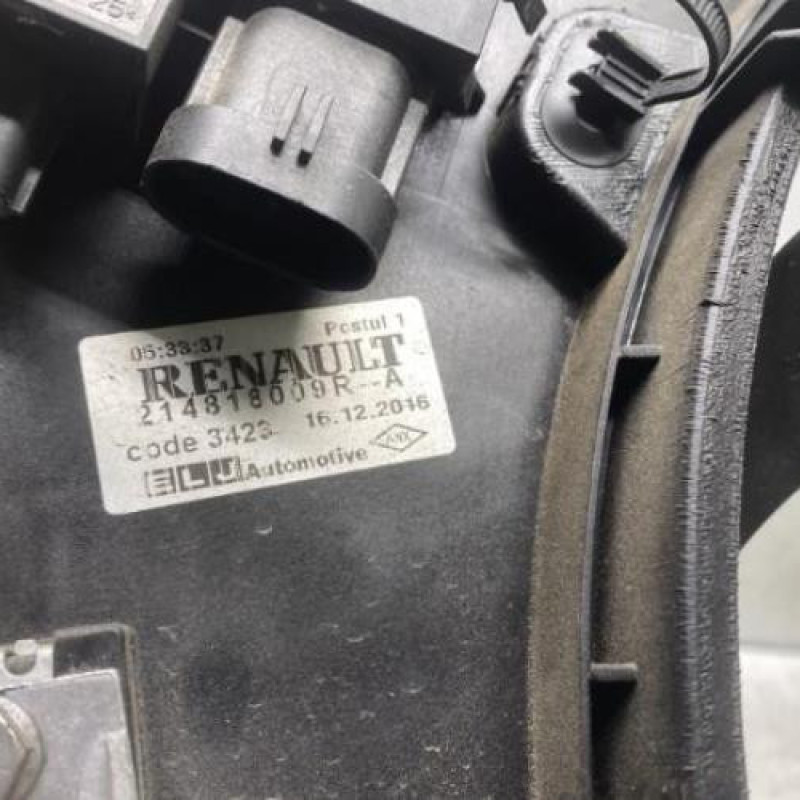 05:33:37 Postul 1
RENAULT
214818009R--A
code 3423 16.12.2016
ELJ Automotive